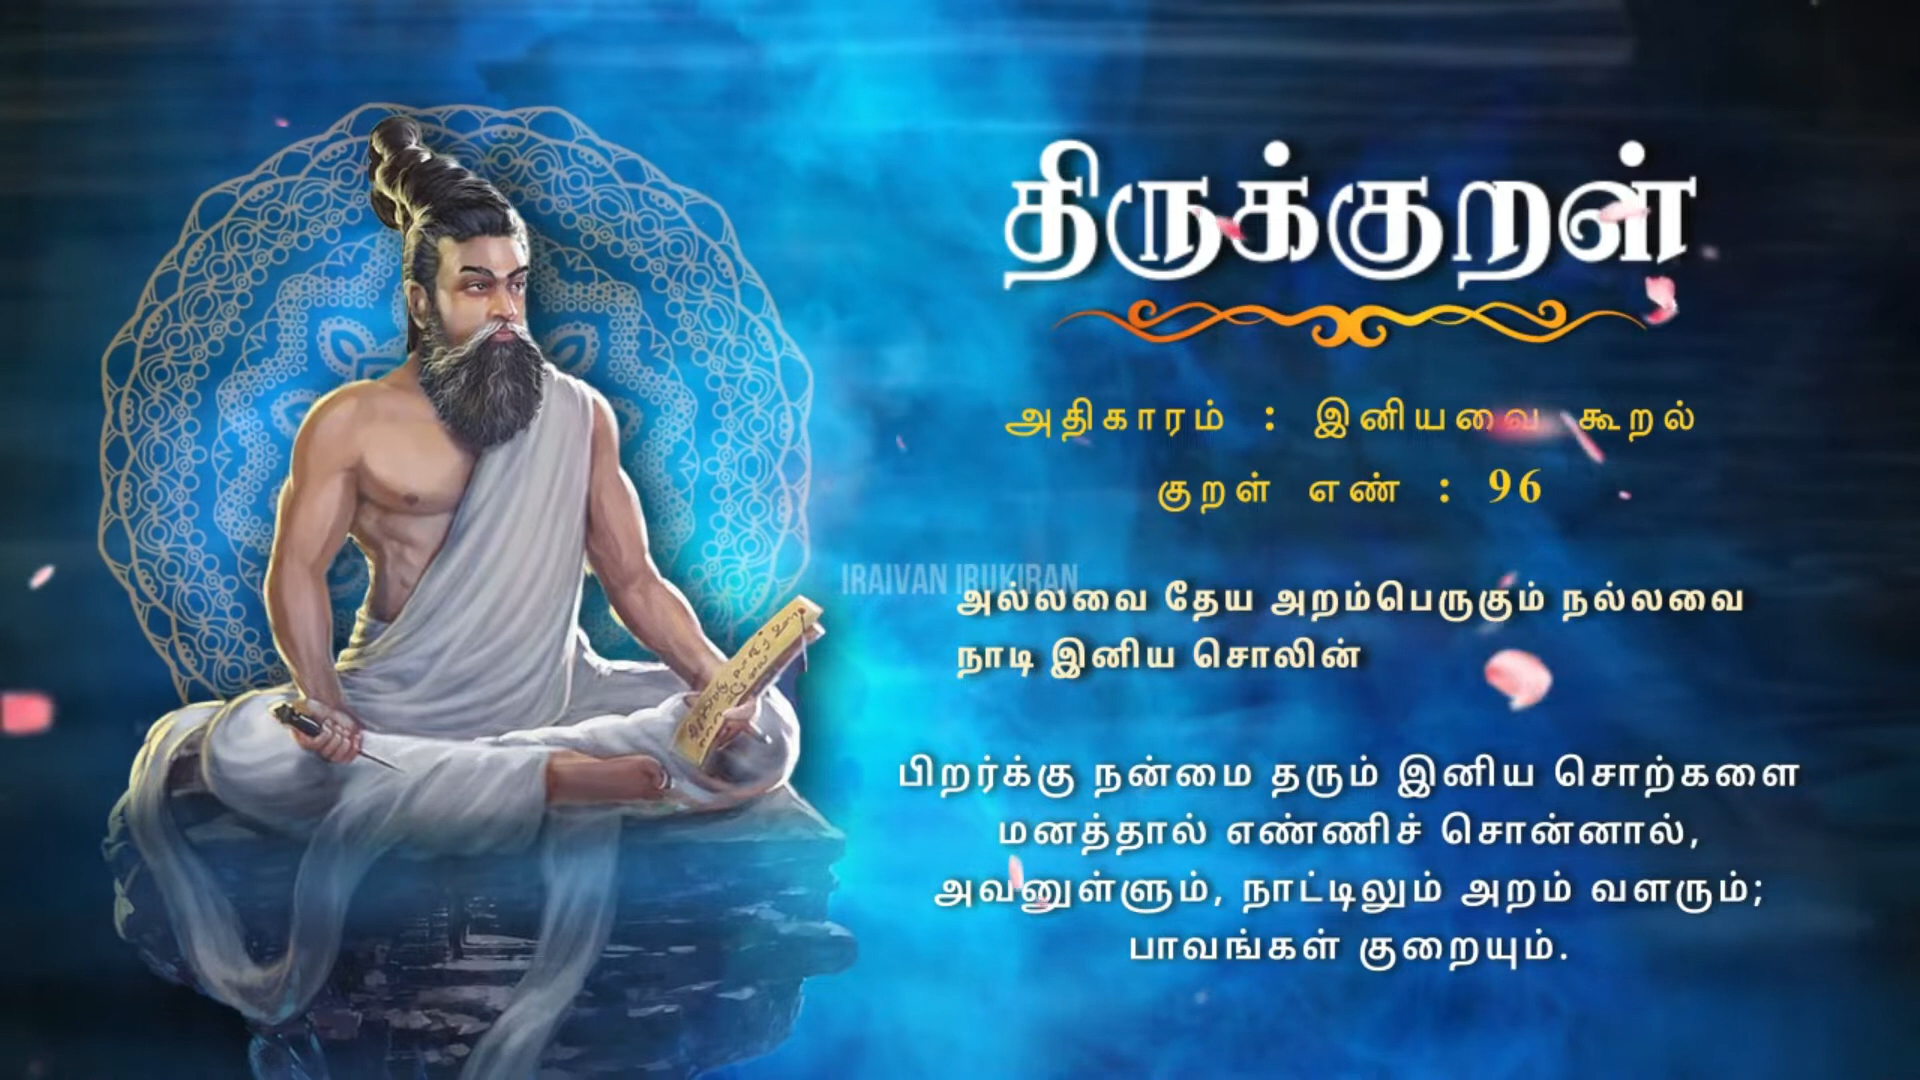 திருக்குறள்
அதிகாரம் : இனியவை கூறல்
குறள் எண் : 96
IRAIVAN IRUKIRAN
அல்லவை தேய அறம்பெருகும் நல்லவை
நாடி இனிய சொலின்
பிறர்க்கு நன்மை தரும் இனிய சொற்களை
மனத்தால் எண்ணிச் சொன்னால்,
அவனுள்ளும், நாட்டிலும் அறம் வளரும்;
பாவங்கள் குறையும்.